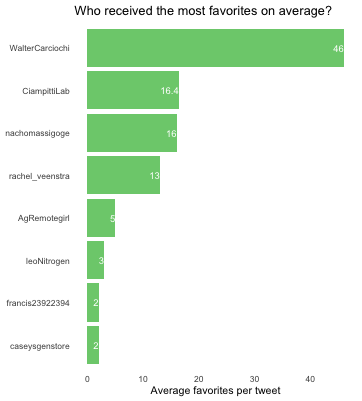 Who received the most favorites on average?
WalterCarciochi 46
CiampittiLab 16.4
nachomassigoge 16
rachel_veenstra 13
AgRemotegirl 5
leoNitrogen 3
francis23922394 2
caseysgenstore 2
0 10 20 30 40
Average favorites per tweet